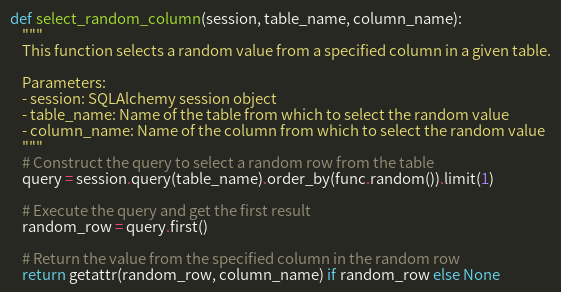 def select_random_column(session, table_name, column_name):
"""
This function selects a random value from a specified column in a given table.
Parameters:
- session: SQLAlchemy session object
- table_name: Name of the table from which to select the random value
- column_name: Name of the column from which to select the random value
"""
# Construct the query to select a random row from the table
query = session.query(table_name).order_by(func.random()).limit(1)
# Execute the query and get the first result
random_row = query.first()
# Return the value from the specified column in the random row
return getattr(random_row, column_name) if random_row else None